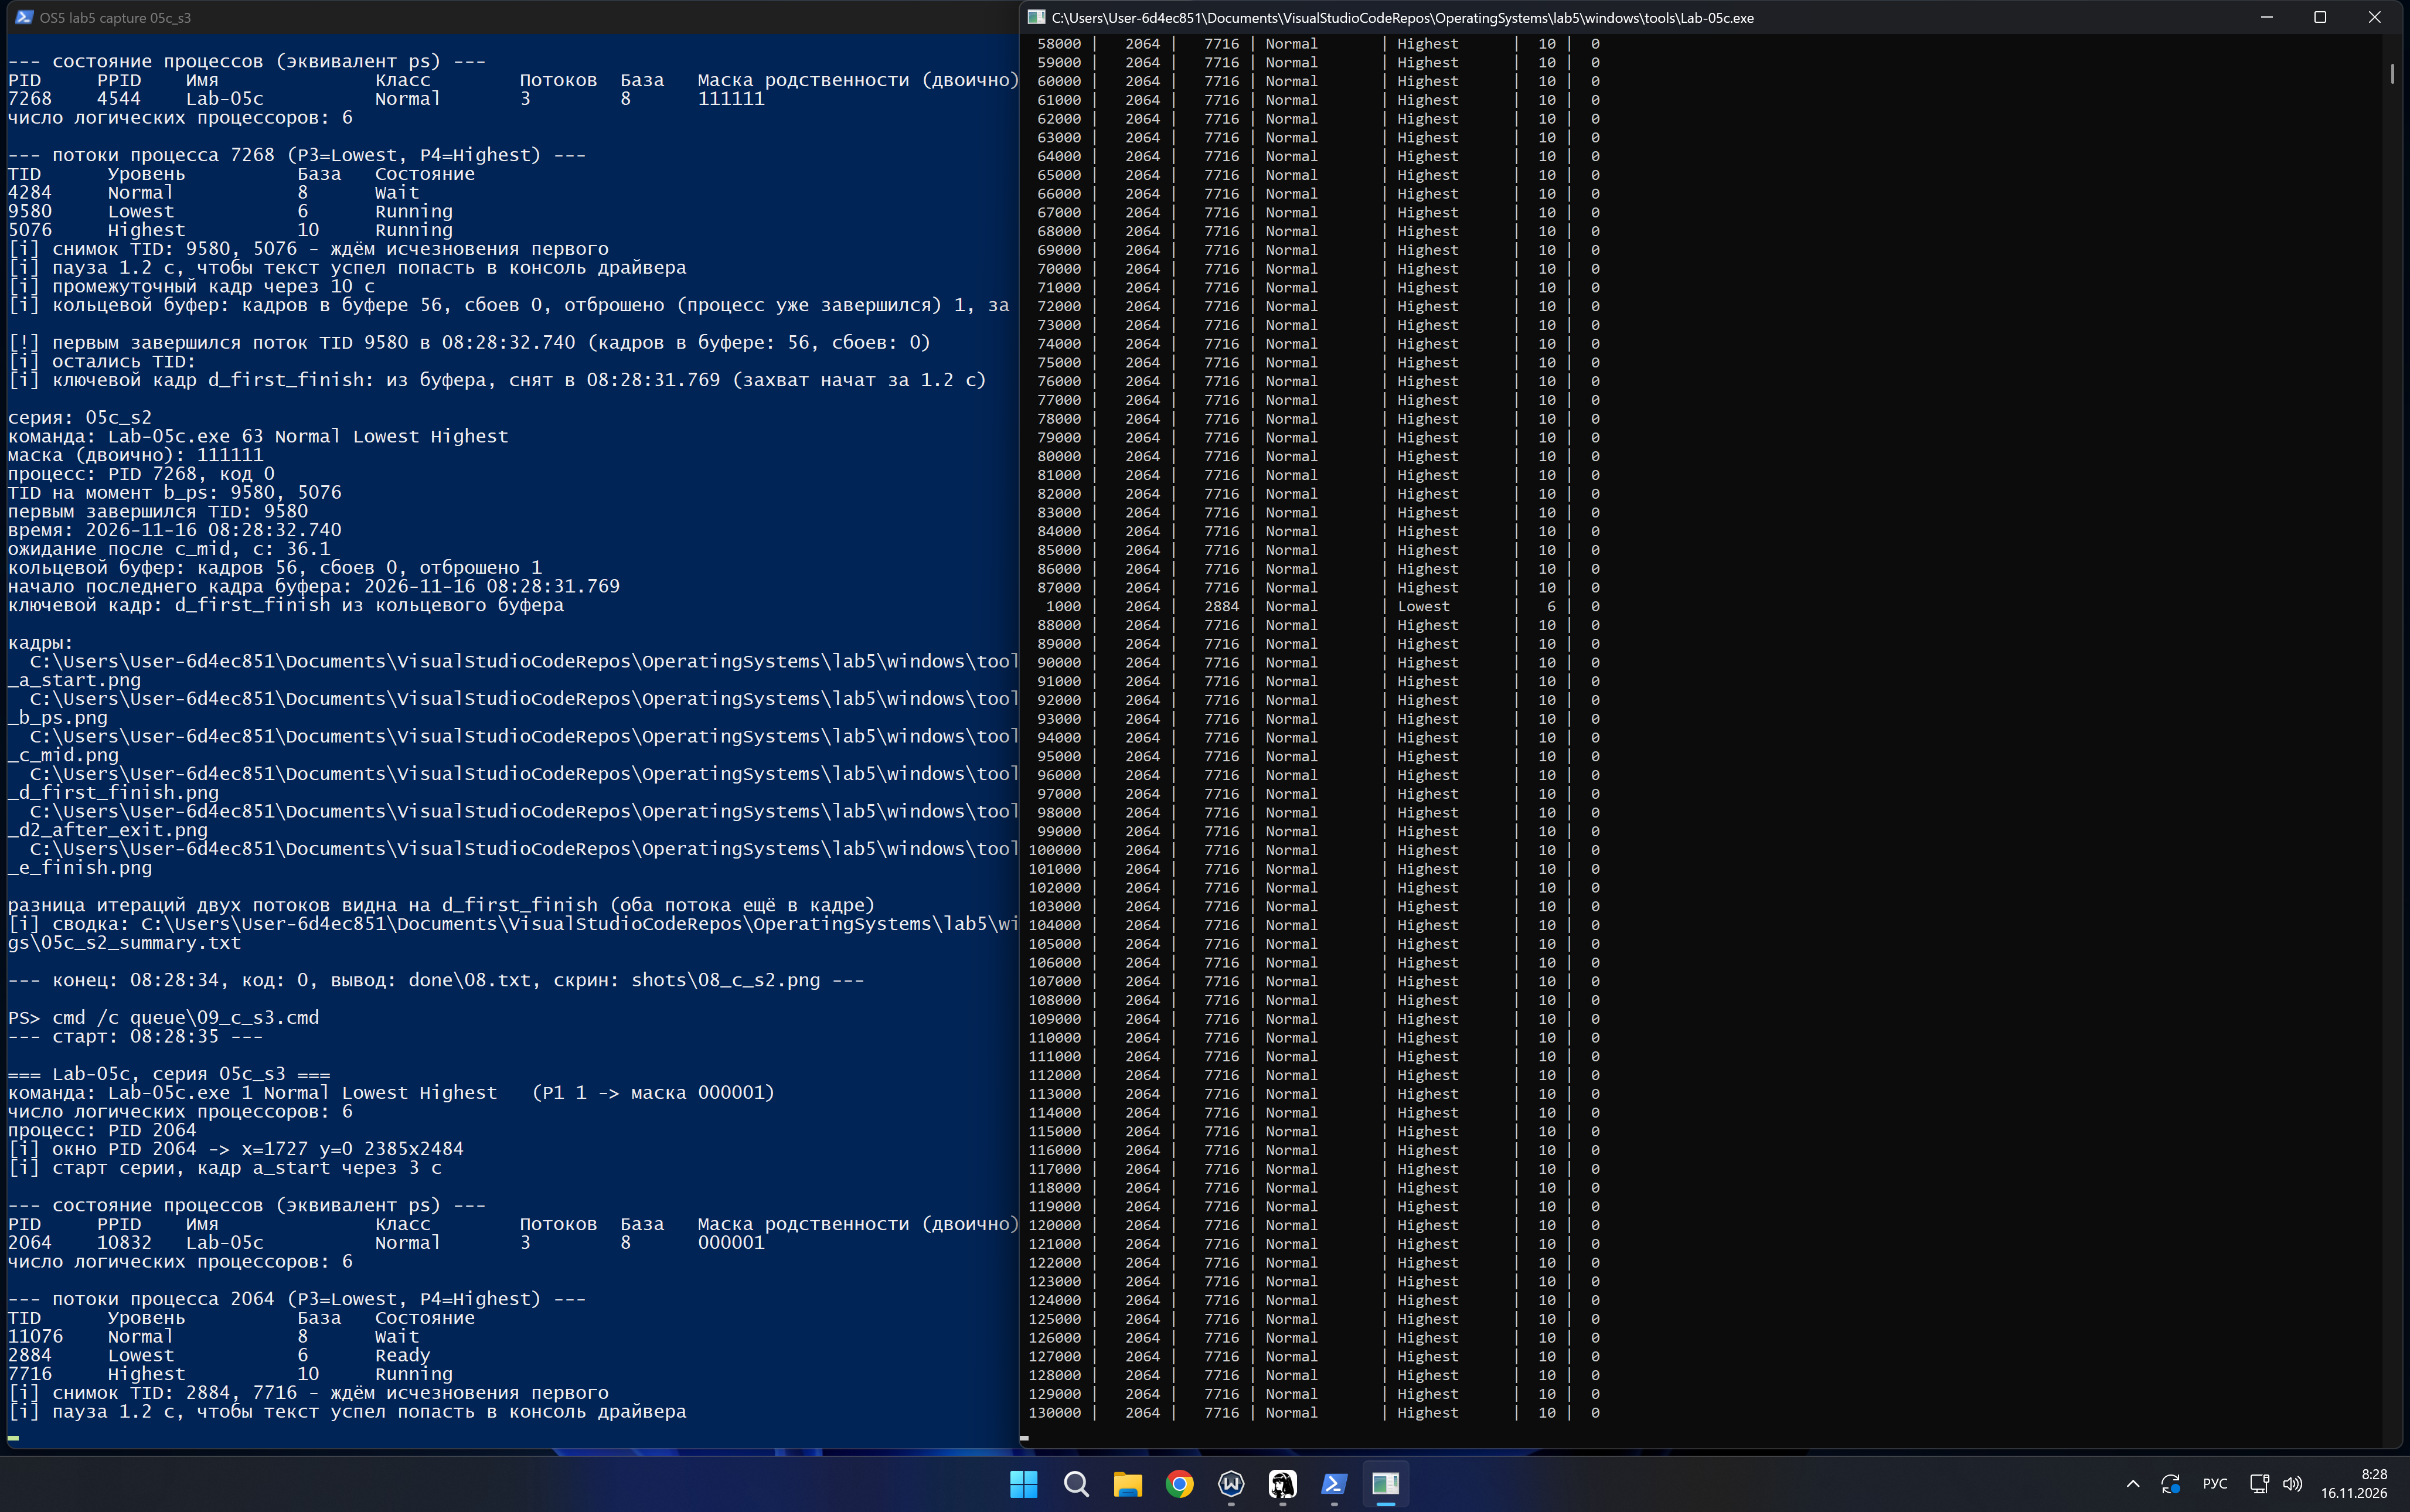 OS5 lab5 capture 05c_s3
--- состояние процессов (эквивалент ps) ---
PID PPID Имя Класс Потоков База Маска родственности (двоично)
7268 4544 Lab-05c Normal 3 8 111111
число логических процессоров: 6
--- потоки процесса 7268 (P3=Lowest, P4=Highest) ---
TID Уровень База Состояние
4284 Normal 8 Wait
9580 Lowest 6 Running
5076 Highest 10 Running
[i] снимок TID: 9580, 5076 - ждём исчезновения первого
[i] пауза 1.2 с, чтобы текст успел попасть в консоль драйвера
[i] промежуточный кадр через 10 с
[i] кольцевой буфер: кадров в буфере 56, сбоев 0, отброшено (процесс уже завершился) 1, за
[!] первым завершился поток TID 9580 в 08:28:32.740 (кадров в буфере: 56, сбоев: 0)
[i] остались TID:
[i] ключевой кадр d_first_finish: из буфера, снят в 08:28:31.769 (захват начат за 1.2 с)
серия: 05c_s2
команда: Lab-05c.exe 63 Normal Lowest Highest
маска (двоично): 111111
процесс: PID 7268, код 0
TID на момент b_ps: 9580, 5076
первым завершился TID: 9580
время: 2026-11-16 08:28:32.740
ожидание после c_mid, с: 36.1
кольцевой буфер: кадров 56, сбоев 0, отброшено 1
начало последнего кадра буфера: 2026-11-16 08:28:31.769
ключевой кадр: d_first_finish из кольцевого буфера
кадры:
C:\Users\User-6d4ec851\Documents\VisualStudioCodeRepos\OperatingSystems\lab5\windows\tool
_a_start.png
C:\Users\User-6d4ec851\Documents\VisualStudioCodeRepos\OperatingSystems\lab5\windows\tool
_b_ps.png
C:\Users\User-6d4ec851\Documents\VisualStudioCodeRepos\OperatingSystems\lab5\windows\tool
_c_mid.png
C:\Users\User-6d4ec851\Documents\VisualStudioCodeRepos\OperatingSystems\lab5\windows\tool
_d_first_finish.png
C:\Users\User-6d4ec851\Documents\VisualStudioCodeRepos\OperatingSystems\lab5\windows\tool
_d2_after_exit.png
C:\Users\User-6d4ec851\Documents\VisualStudioCodeRepos\OperatingSystems\lab5\windows\tool
_e_finish.png
разница итераций двух потоков видна на d_first_finish (оба потока ещё в кадре)
[i] сводка: C:\Users\User-6d4ec851\Documents\VisualStudioCodeRepos\OperatingSystems\lab5\wi
gs\05c_s2_summary.txt
--- конец: 08:28:34, код: 0, вывод: done\08.txt, скрин: shots\08_c_s2.png ---
PS> cmd /c queue\09_c_s3.cmd
--- старт: 08:28:35 ---
=== Lab-05c, серия 05c_s3 ===
команда: Lab-05c.exe 1 Normal Lowest Highest (P1 1 -> маска 000001)
число логических процессоров: 6
процесс: PID 2064
[i] окно PID 2064 -> x=1727 y=0 2385x2484
[i] старт серии, кадр a_start через 3 с
--- состояние процессов (эквивалент ps) ---
PID PPID Имя Класс Потоков База Маска родственности (двоично)
2064 10832 Lab-05c Normal 3 8 000001
число логических процессоров: 6
--- потоки процесса 2064 (P3=Lowest, P4=Highest) ---
TID Уровень База Состояние
11076 Normal 8 Wait
2884 Lowest 6 Ready
7716 Highest 10 Running
[i] снимок TID: 2884, 7716 - ждём исчезновения первого
[i] пауза 1.2 с, чтобы текст успел попасть в консоль драйвера
C:\Users\User-6d4ec851\Documents\VisualStudioCodeRepos\OperatingSystems\lab5\windows\tools\Lab-05c.exe
58000 | 2064 | 7716 | Normal | Highest | 10 | 0
59000 | 2064 | 7716 | Normal | Highest | 10 | 0
60000 | 2064 | 7716 | Normal | Highest | 10 | 0
61000 | 2064 | 7716 | Normal | Highest | 10 | 0
62000 | 2064 | 7716 | Normal | Highest | 10 | 0
63000 | 2064 | 7716 | Normal | Highest | 10 | 0
64000 | 2064 | 7716 | Normal | Highest | 10 | 0
65000 | 2064 | 7716 | Normal | Highest | 10 | 0
66000 | 2064 | 7716 | Normal | Highest | 10 | 0
67000 | 2064 | 7716 | Normal | Highest | 10 | 0
68000 | 2064 | 7716 | Normal | Highest | 10 | 0
69000 | 2064 | 7716 | Normal | Highest | 10 | 0
70000 | 2064 | 7716 | Normal | Highest | 10 | 0
71000 | 2064 | 7716 | Normal | Highest | 10 | 0
72000 | 2064 | 7716 | Normal | Highest | 10 | 0
73000 | 2064 | 7716 | Normal | Highest | 10 | 0
74000 | 2064 | 7716 | Normal | Highest | 10 | 0
75000 | 2064 | 7716 | Normal | Highest | 10 | 0
76000 | 2064 | 7716 | Normal | Highest | 10 | 0
77000 | 2064 | 7716 | Normal | Highest | 10 | 0
78000 | 2064 | 7716 | Normal | Highest | 10 | 0
79000 | 2064 | 7716 | Normal | Highest | 10 | 0
80000 | 2064 | 7716 | Normal | Highest | 10 | 0
81000 | 2064 | 7716 | Normal | Highest | 10 | 0
82000 | 2064 | 7716 | Normal | Highest | 10 | 0
83000 | 2064 | 7716 | Normal | Highest | 10 | 0
84000 | 2064 | 7716 | Normal | Highest | 10 | 0
85000 | 2064 | 7716 | Normal | Highest | 10 | 0
86000 | 2064 | 7716 | Normal | Highest | 10 | 0
87000 | 2064 | 7716 | Normal | Highest | 10 | 0
1000 | 2064 | 2884 | Normal | Lowest | 6 | 0
88000 | 2064 | 7716 | Normal | Highest | 10 | 0
89000 | 2064 | 7716 | Normal | Highest | 10 | 0
90000 | 2064 | 7716 | Normal | Highest | 10 | 0
91000 | 2064 | 7716 | Normal | Highest | 10 | 0
92000 | 2064 | 7716 | Normal | Highest | 10 | 0
93000 | 2064 | 7716 | Normal | Highest | 10 | 0
94000 | 2064 | 7716 | Normal | Highest | 10 | 0
95000 | 2064 | 7716 | Normal | Highest | 10 | 0
96000 | 2064 | 7716 | Normal | Highest | 10 | 0
97000 | 2064 | 7716 | Normal | Highest | 10 | 0
98000 | 2064 | 7716 | Normal | Highest | 10 | 0
99000 | 2064 | 7716 | Normal | Highest | 10 | 0
100000 | 2064 | 7716 | Normal | Highest | 10 | 0
101000 | 2064 | 7716 | Normal | Highest | 10 | 0
102000 | 2064 | 7716 | Normal | Highest | 10 | 0
103000 | 2064 | 7716 | Normal | Highest | 10 | 0
104000 | 2064 | 7716 | Normal | Highest | 10 | 0
105000 | 2064 | 7716 | Normal | Highest | 10 | 0
106000 | 2064 | 7716 | Normal | Highest | 10 | 0
107000 | 2064 | 7716 | Normal | Highest | 10 | 0
108000 | 2064 | 7716 | Normal | Highest | 10 | 0
109000 | 2064 | 7716 | Normal | Highest | 10 | 0
110000 | 2064 | 7716 | Normal | Highest | 10 | 0
111000 | 2064 | 7716 | Normal | Highest | 10 | 0
112000 | 2064 | 7716 | Normal | Highest | 10 | 0
113000 | 2064 | 7716 | Normal | Highest | 10 | 0
114000 | 2064 | 7716 | Normal | Highest | 10 | 0
115000 | 2064 | 7716 | Normal | Highest | 10 | 0
116000 | 2064 | 7716 | Normal | Highest | 10 | 0
117000 | 2064 | 7716 | Normal | Highest | 10 | 0
118000 | 2064 | 7716 | Normal | Highest | 10 | 0
119000 | 2064 | 7716 | Normal | Highest | 10 | 0
120000 | 2064 | 7716 | Normal | Highest | 10 | 0
121000 | 2064 | 7716 | Normal | Highest | 10 | 0
122000 | 2064 | 7716 | Normal | Highest | 10 | 0
123000 | 2064 | 7716 | Normal | Highest | 10 | 0
124000 | 2064 | 7716 | Normal | Highest | 10 | 0
125000 | 2064 | 7716 | Normal | Highest | 10 | 0
126000 | 2064 | 7716 | Normal | Highest | 10 | 0
127000 | 2064 | 7716 | Normal | Highest | 10 | 0
128000 | 2064 | 7716 | Normal | Highest | 10 | 0
129000 | 2064 | 7716 | Normal | Highest | 10 | 0
130000 | 2064 | 7716 | Normal | Highest | 10 | 0
РУС
8:28
16.11.2026